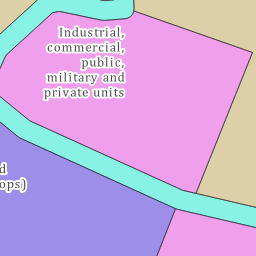 Industrial,
commercial,
public,
military and
private units
d
ops)